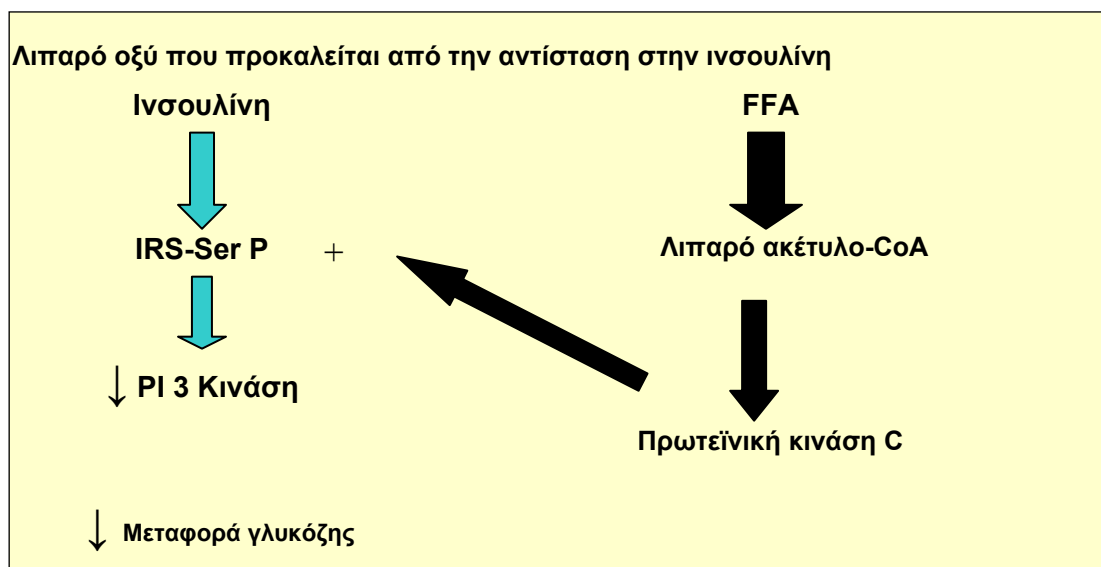 Λιπαρό οξύ που προκαλείται από την αντίσταση στην ινσουλίνη
Ινσουλίνη
FFA
IRS-Ser P +
Λιπαρό ακέτυλο-CoA
↓ PI 3 Κινάση
Πρωτεϊνική κινάση C
↓ Μεταφορά γλυκόζης